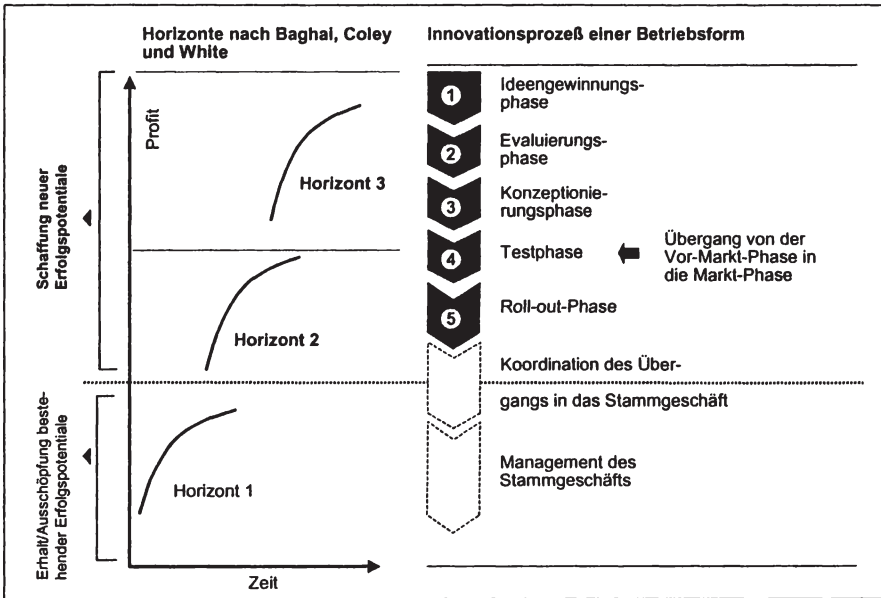 Horizonte nach Baghai, Coley
und White
Innovationsprozeß einer Betriebsform
Schaffung neuer
Erfolgspotentiale
Erhalt/Ausschöpfung beste-
hender Erfolgspotentiale
Profit
Horizont 3
Horizont 2
Horizont 1
Zeit
1
Ideengewinnungs-
phase
2
Evaluierungs-
phase
3
Konzeptionie-
rungsphase
4
Testphase
Übergang von der
Vor-Markt-Phase in
die Markt-Phase
5
Roll-out-Phase
Koordination des Über-
gangs in das Stammgeschäft
Management des
Stammgeschäfts